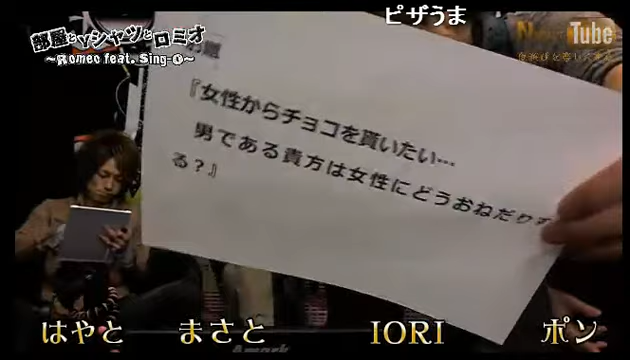 ピザうま
部屋とYシャツとロミオ
~Romeo feat. Sing-O~
Tube
『女性からチョコを貰いたい…
男である貴方は女性にどうおねだりす
る?』
はやと まさと IORI ポン